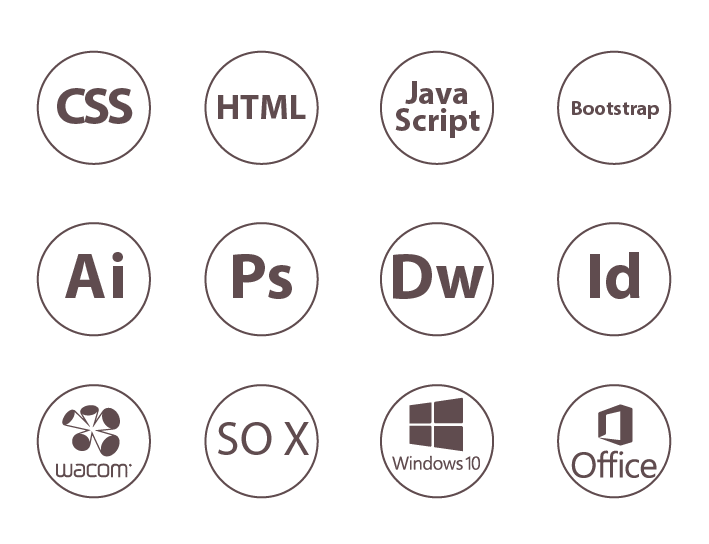 CSS
HTML
Java
Script
Bootstrap
Ai
Ps
Dw
Id
wacom
SO X
Windows 10
Office